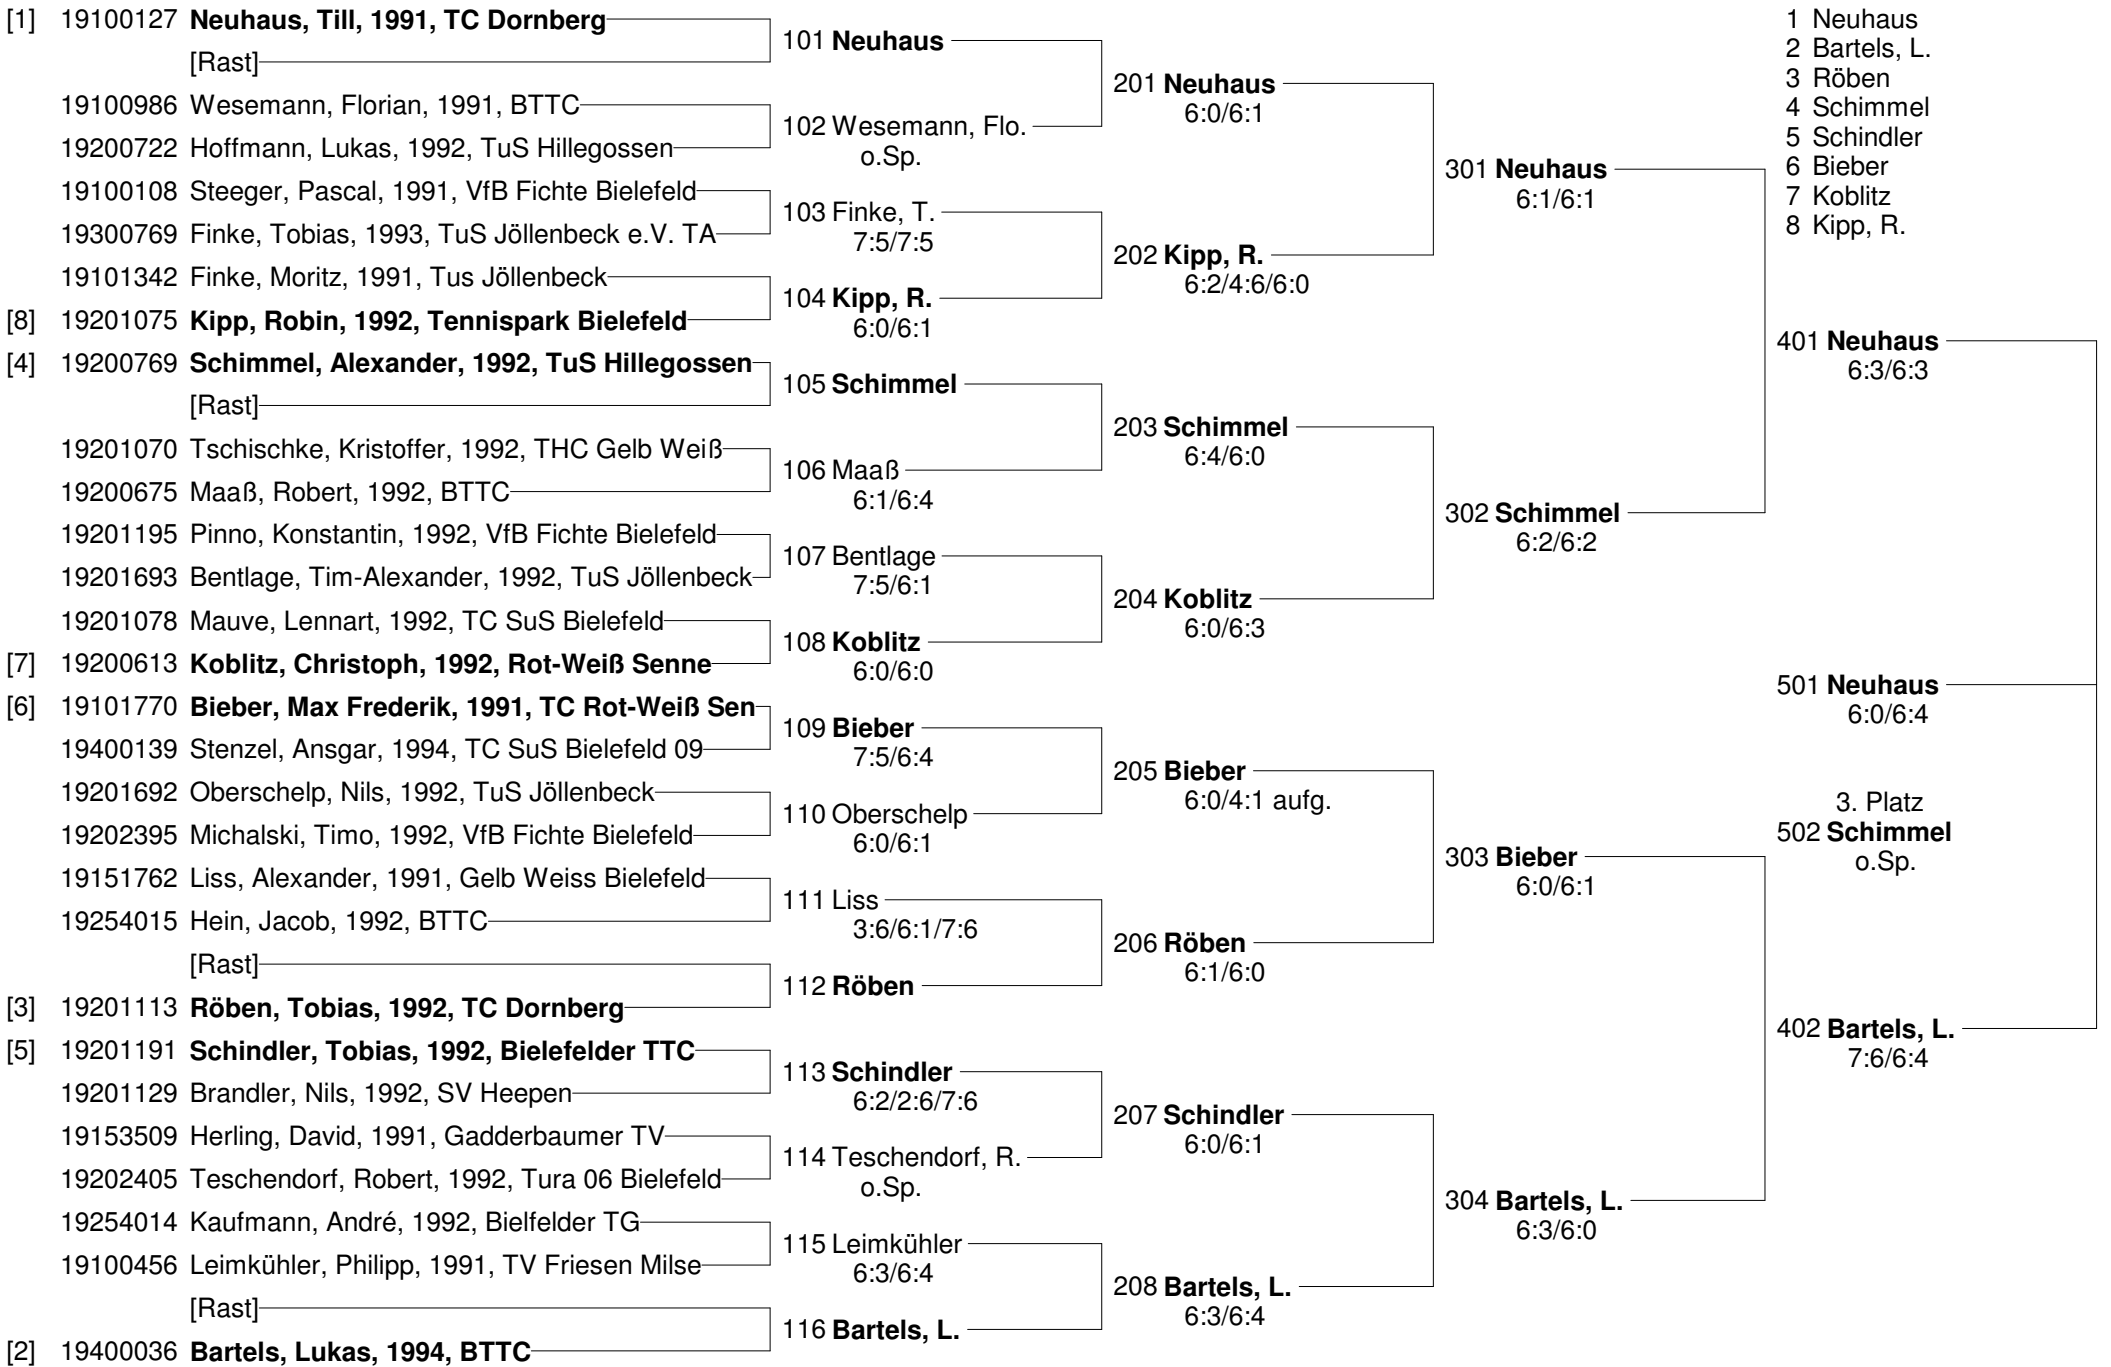 [1] 19100127 Neuhaus, Till, 1991, TC Dornberg
[Rast]
19100986 Wesemann, Florian, 1991, BTTC
19200722 Hoffmann, Lukas, 1992, TuS Hillegossen
19100108 Steeger, Pascal, 1991, VfB Fichte Bielefeld
19300769 Finke, Tobias, 1993, TuS Jöllenbeck e.V. TA
19101342 Finke, Moritz, 1991, Tus Jöllenbeck
[8] 19201075 Kipp, Robin, 1992, Tennispark Bielefeld
[4] 19200769 Schimmel, Alexander, 1992, TuS Hillegossen
[Rast]
19201070 Tschischke, Kristoffer, 1992, THC Gelb Weiß
19200675 Maaß, Robert, 1992, BTTC
19201195 Pinno, Konstantin, 1992, VfB Fichte Bielefeld
19201693 Bentlage, Tim-Alexander, 1992, TuS Jöllenbeck
19201078 Mauve, Lennart, 1992, TC SuS Bielefeld
[7] 19200613 Koblitz, Christoph, 1992, Rot-Weiß Senne
[6] 19101770 Bieber, Max Frederik, 1991, TC Rot-Weiß Sen
19400139 Stenzel, Ansgar, 1994, TC SuS Bielefeld 09
19201692 Oberschelp, Nils, 1992, TuS Jöllenbeck
19202395 Michalski, Timo, 1992, VfB Fichte Bielefeld
19151762 Liss, Alexander, 1991, Gelb Weiss Bielefeld
19254015 Hein, Jacob, 1992, BTTC
[Rast]
[3] 19201113 Röben, Tobias, 1992, TC Dornberg
[5] 19201191 Schindler, Tobias, 1992, Bielefelder TTC
19201129 Brandler, Nils, 1992, SV Heepen
19153509 Herling, David, 1991, Gadderbaumer TV
19202405 Teschendorf, Robert, 1992, Tura 06 Bielefeld
19254014 Kaufmann, André, 1992, Bielfelder TG
19100456 Leimkühler, Philipp, 1991, TV Friesen Milse
[Rast]
[2] 19400036 Bartels, Lukas, 1994, BTTC
101 Neuhaus
102 Wesemann, Flo.
o.Sp.
103 Finke, T.
7:5/7:5
104 Kipp, R.
6:0/6:1
105 Schimmel
106 Maaß
6:1/6:4
107 Bentlage
7:5/6:1
108 Koblitz
6:0/6:0
109 Bieber
7:5/6:4
110 Oberschelp
6:0/6:1
111 Liss
3:6/6:1/7:6
112 Röben
113 Schindler
6:2/2:6/7:6
114 Teschendorf, R.
o.Sp.
115 Leimkühler
6:3/6:4
116 Bartels, L.
201 Neuhaus
6:0/6:1
202 Kipp, R.
6:2/4:6/6:0
203 Schimmel
6:4/6:0
204 Koblitz
6:0/6:3
205 Bieber
6:0/4:1 aufg.
206 Röben
6:1/6:0
207 Schindler
6:0/6:1
208 Bartels, L.
6:3/6:4
301 Neuhaus
6:1/6:1
302 Schimmel
6:2/6:2
303 Bieber
6:0/6:1
304 Bartels, L.
6:3/6:0
1 Neuhaus
2 Bartels, L.
3 Röben
4 Schimmel
5 Schindler
6 Bieber
7 Koblitz
8 Kipp, R.
401 Neuhaus
6:3/6:3
501 Neuhaus
6:0/6:4
3. Platz
502 Schimmel
o.Sp.
402 Bartels, L.
7:6/6:4